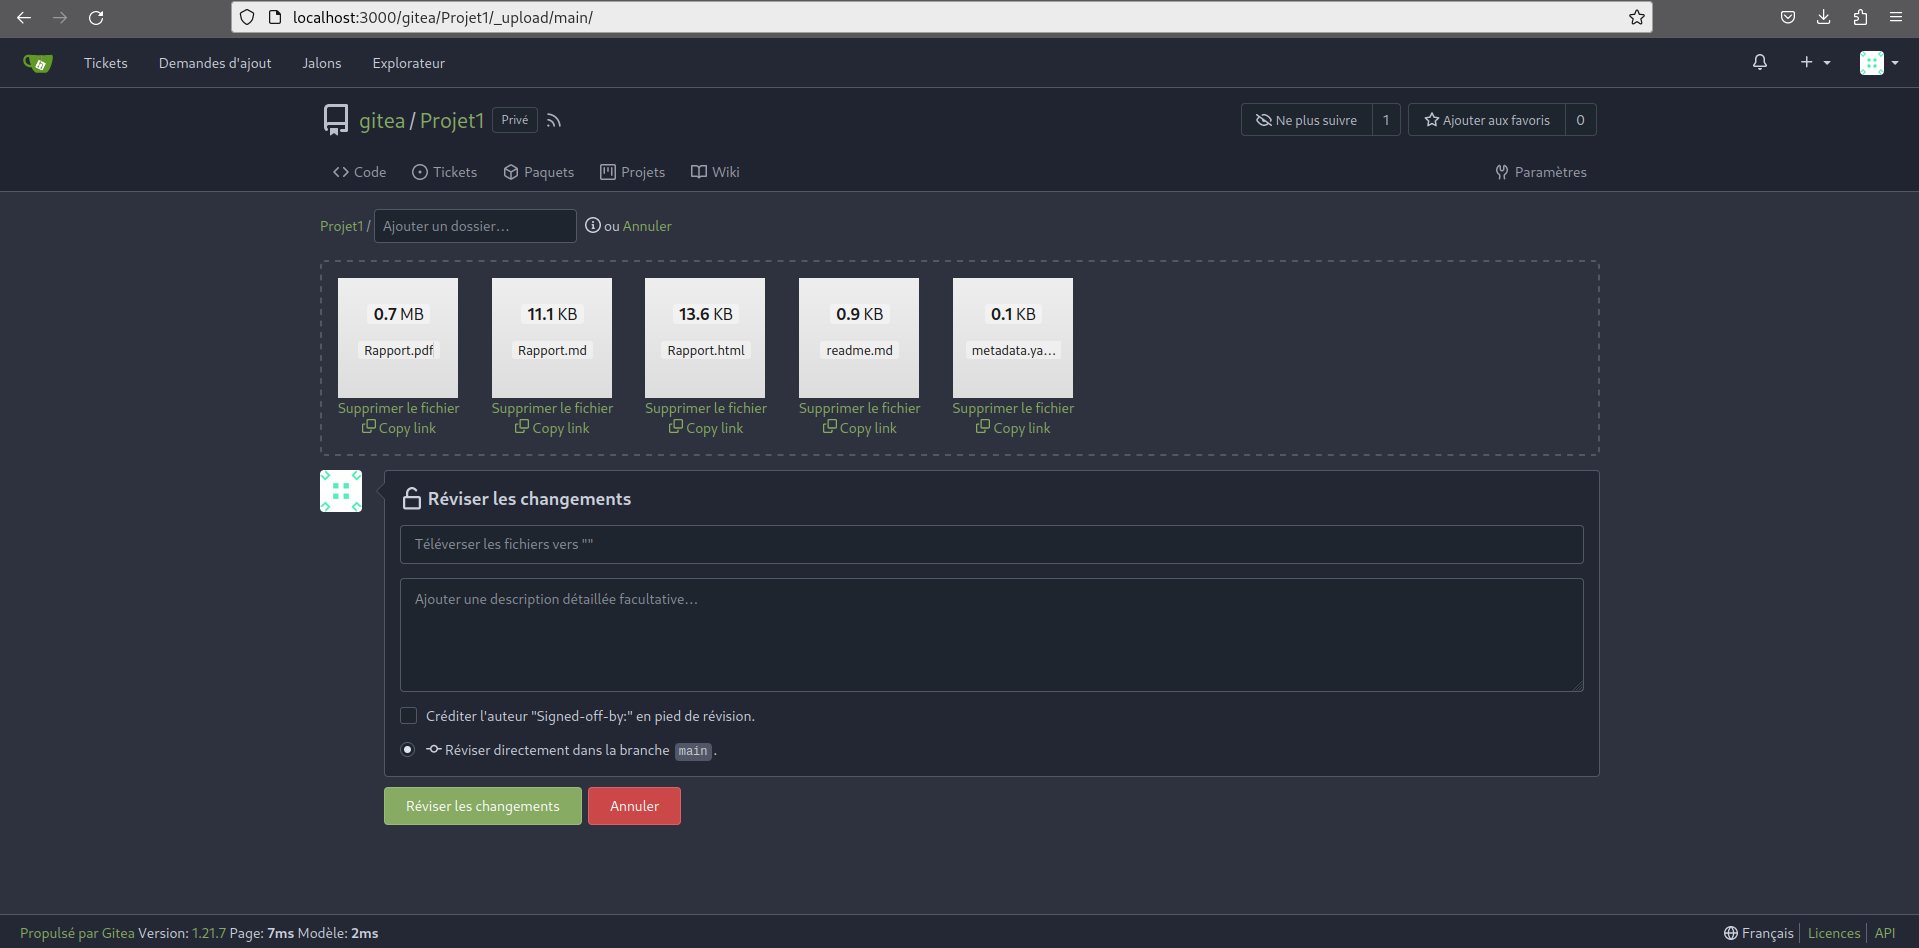 localhost:3000/gitea/Projet1/_upload/main/
Tickets Demandes d'ajout Jalons Explorateur
gitea / Projet1 Privé Ne plus suivre 1 Ajouter aux favoris 0
Code Tickets Paquets Projets Wiki Paramètres
Projet1 / Ajouter un dossier… ou Annuler
0.7 MB 11.1 KB 13.6 KB 0.9 KB 0.1 KB
Rapport.pdf Rapport.md Rapport.html readme.md metadata.ya…
Supprimer le fichier Supprimer le fichier Supprimer le fichier Supprimer le fichier Supprimer le fichier
Copy link Copy link Copy link Copy link Copy link
Réviser les changements
Téléverser les fichiers vers ""
Ajouter une description détaillée facultative…
Créditer l'auteur "Signed-off-by:" en pied de révision.
Réviser directement dans la branche main .
Réviser les changements Annuler
Propulsé par Gitea Version: 1.21.7 Page: 7ms Modèle: 2ms Français Licences API